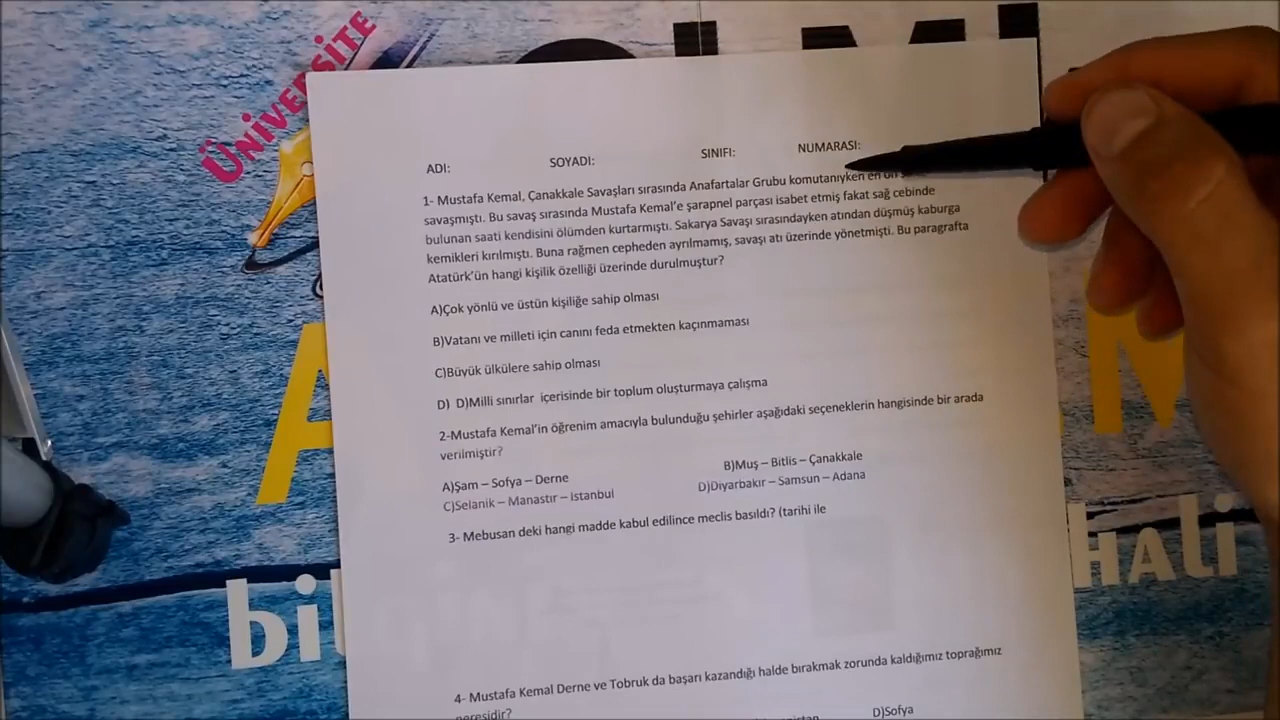 ÜNİVERSİTE
ADI: SOYADI: SINIFI: NUMARASI:
1- Mustafa Kemal, Çanakkale Savaşları sırasında Anafartalar Grubu komutanıyken en ön
savaşmıştı. Bu savaş sırasında Mustafa Kemal'e şarapnel parçası isabet etmiş fakat sağ cebinde
bulunan saati kendisini ölümden kurtarmıştı. Sakarya Savaşı sırasındayken atından düşmüş kaburga
kemikleri kırılmıştı. Buna rağmen cepheden ayrılmamış, savaşı atı üzerinde yönetmişti. Bu paragrafta
Atatürk'ün hangi kişilik özelliği üzerinde durulmuştur?
A)Çok yönlü ve üstün kişiliğe sahip olması
B)Vatanı ve milleti için canını feda etmekten kaçınmaması
C)Büyük ülkülere sahip olması
D) D)Milli sınırlar içerisinde bir toplum oluşturmaya çalışma
2-Mustafa Kemal'in öğrenim amacıyla bulunduğu şehirler aşağıdaki seçeneklerin hangisinde bir arada
verilmiştir?
A)Şam – Sofya – Derne B)Muş – Bitlis – Çanakkale
C)Selanik – Manastır – İstanbul D)Diyarbakır – Samsun – Adana
3- Mebusan deki hangi madde kabul edilince meclis basıldı? (tarihi ile
4- Mustafa Kemal Derne ve Tobruk da başarı kazandığı halde bırakmak zorunda kaldığımız toprağımız
neresidir?
D)Sofya